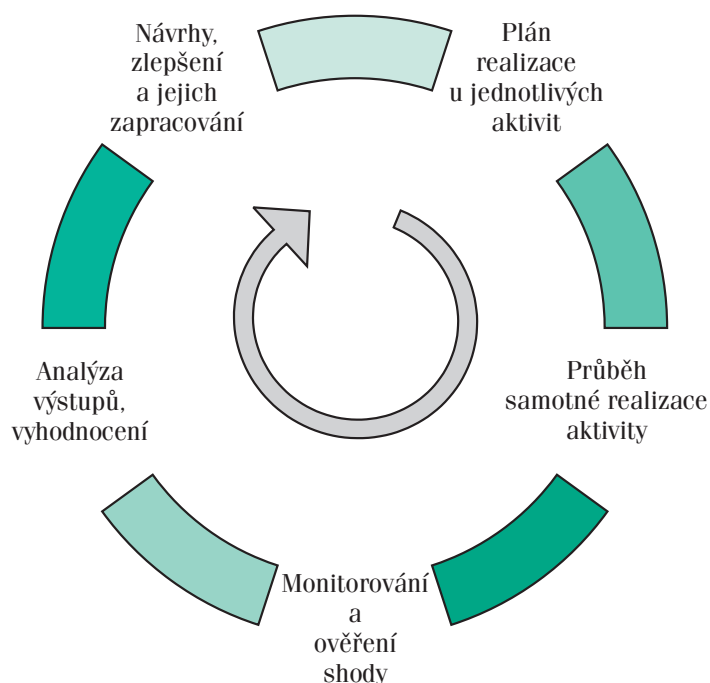 Návrhy,
zlepšení
a jejich
zapracování
Plán
realizace
u jednotlivých
aktivit
Průběh
samotné realizace
aktivity
Monitorování
a
ověření
shody
Analýza
výstupů,
vyhodnocení